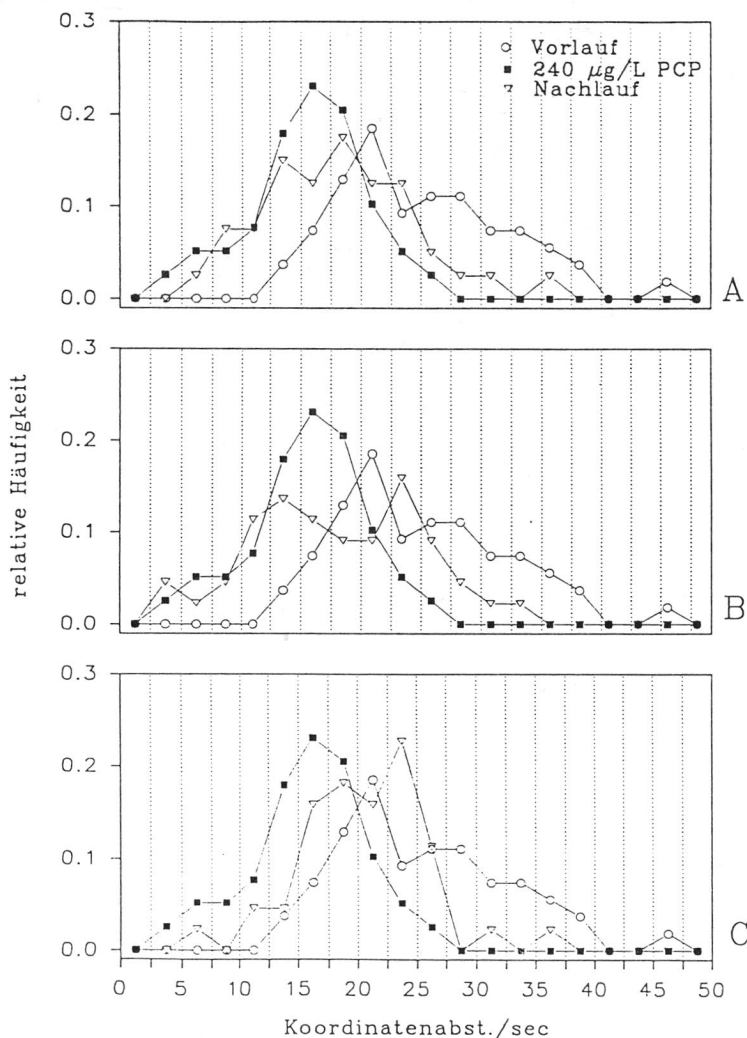 0.3
0.2
0.1
0.0
○ Vorlauf
■ 240 µg/L PCP
▽ Nachlauf
A
0.3
0.2
0.1
0.0
B
0.3
0.2
0.1
0.0
C
relative Häufigkeit
0 5 10 15 20 25 30 35 40 45 50
Koordinatenabst./sec